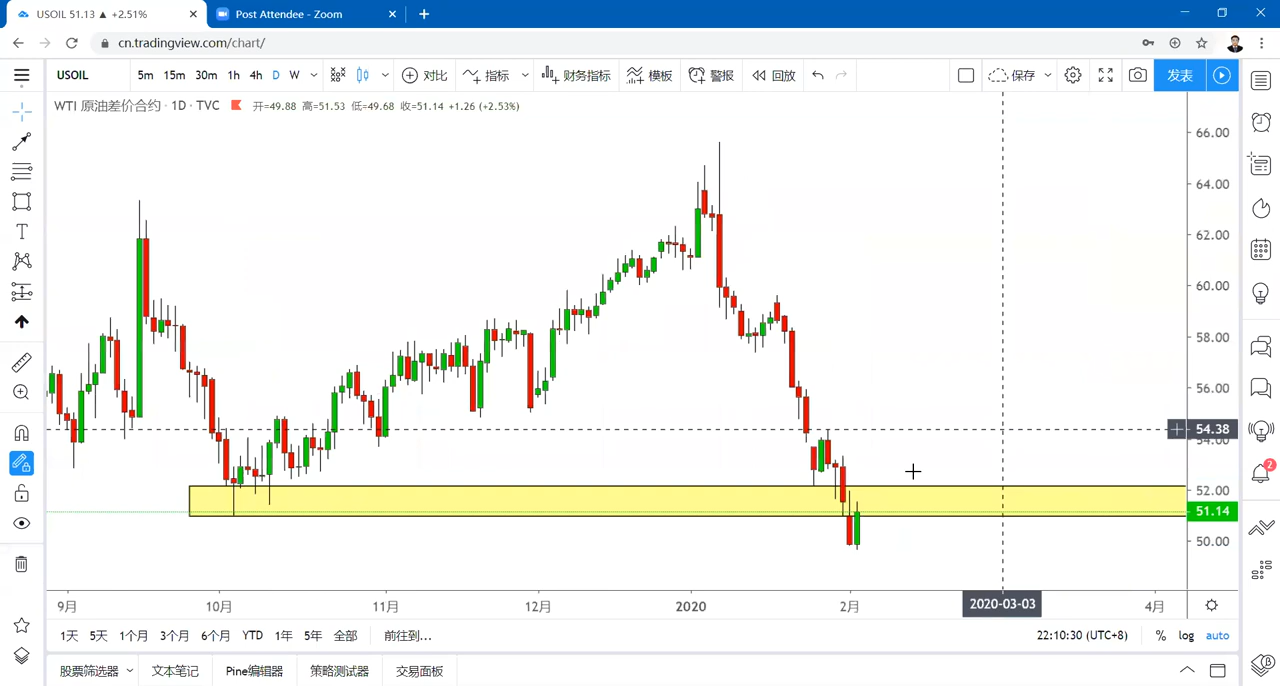 USOIL 51.13 ▲ +2.51%
Post Attendee - Zoom
cn.tradingview.com/chart/
USOIL 5m 15m 30m 1h 4h D W 对比 指标 财务指标 模板 警报 回放 保存 发表
WTI 原油差价合约 · 1D · TVC 开=49.88 高=51.53 低=49.68 收=51.14 +1.26 (+2.53%)
66.00
64.00
62.00
60.00
58.00
56.00
54.38
54.00
52.00
51.14
50.00
2
9月 10月 11月 12月 2020 2月 2020-03-03 4月
1天 5天 1个月 3个月 6个月 YTD 1年 5年 全部 前往到... 22:10:30 (UTC+8) % log auto
股票筛选器 文本笔记 Pine编辑器 策略测试器 交易面板